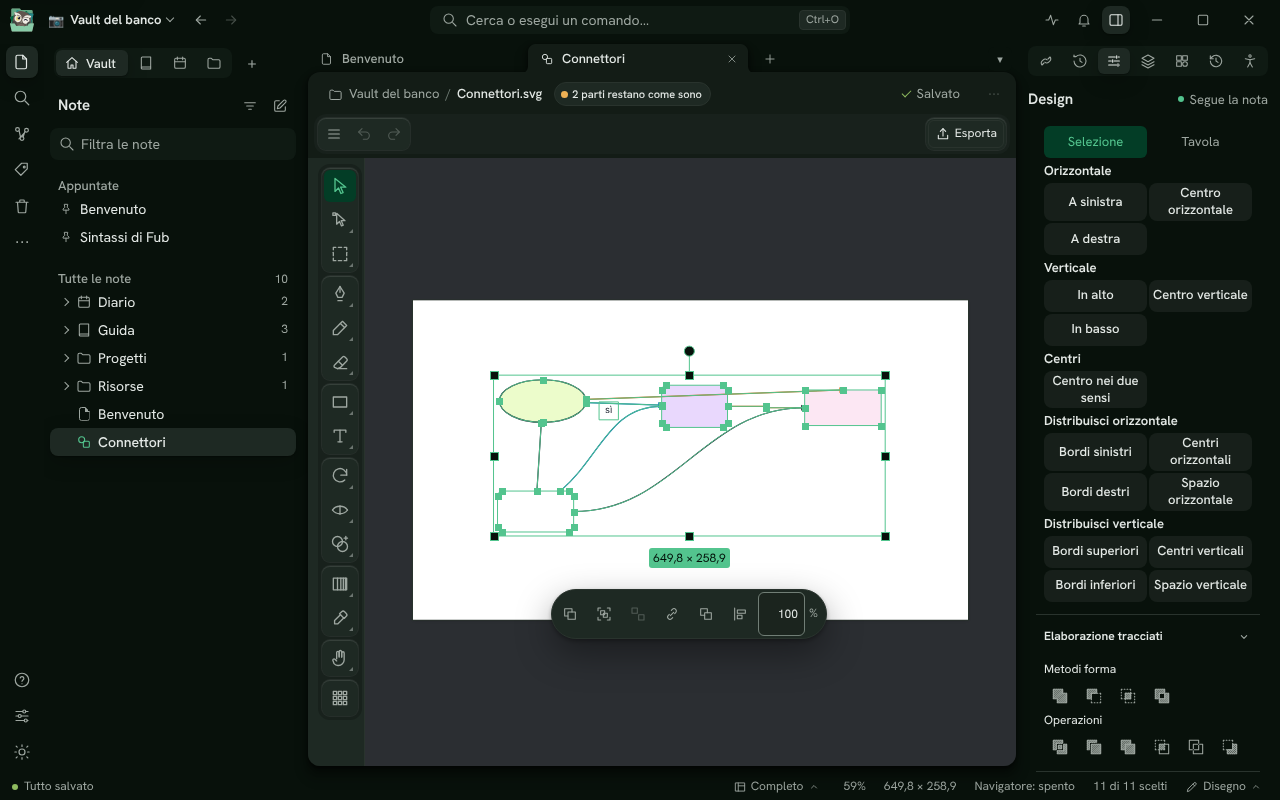 Vault del banco
Cerca o esegui un comando...
Ctrl+O
Vault
Benvenuto
Connettori
Note
Vault del banco / Connettori.svg
2 parti restano come sono
Salvato
Design
Segue la nota
Filtra le note
Esporta
Selezione
Tavola
Appuntate
Benvenuto
Sintassi di Fub
Orizzontale
A sinistra
Centro orizzontale
A destra
Tutte le note
10
Diario
2
Guida
3
Progetti
1
Risorse
1
Benvenuto
Connettori
Verticale
In alto
Centro verticale
In basso
Centri
Centro nei due sensi
Distribuisci orizzontale
Bordi sinistri
Centri orizzontali
Bordi destri
Spazio orizzontale
Distribuisci verticale
Bordi superiori
Centri verticali
Bordi inferiori
Spazio verticale
sì
649,8 × 258,9
100
%
Elaborazione tracciati
Metodi forma
Operazioni
Tutto salvato
Completo
59%
649,8 × 258,9
Navigatore: spento
11 di 11 scelti
Disegno